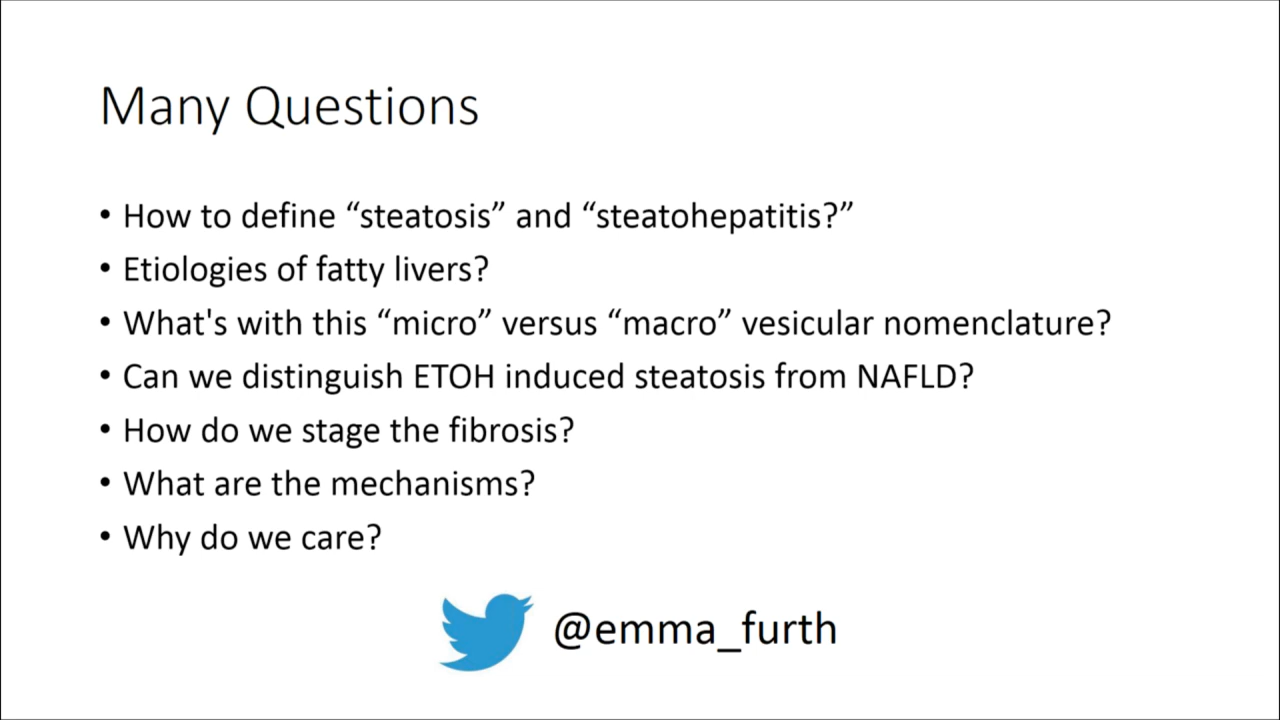 Many Questions
• How to define “steatosis” and “steatohepatitis?”
• Etiologies of fatty livers?
• What's with this “micro” versus “macro” vesicular nomenclature?
• Can we distinguish ETOH induced steatosis from NAFLD?
• How do we stage the fibrosis?
• What are the mechanisms?
• Why do we care?
@emma_furth